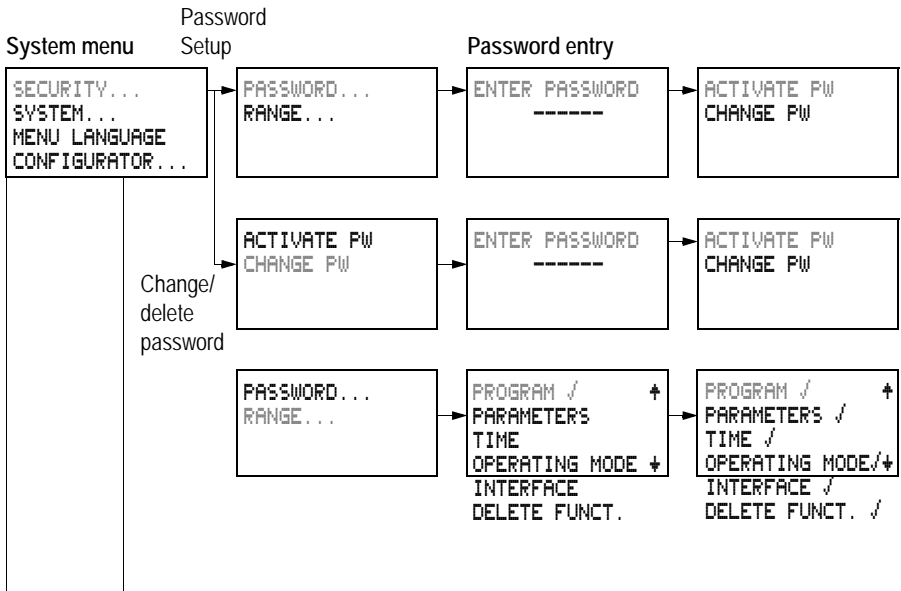 Password
System menu Setup Password entry
SECURITY...
SYSTEM...
MENU LANGUAGE
CONFIGURATOR...
PASSWORD...
RANGE...
ENTER PASSWORD
------
ACTIVATE PW
CHANGE PW
Change/
delete
password
ACTIVATE PW
CHANGE PW
ENTER PASSWORD
------
ACTIVATE PW
CHANGE PW
PASSWORD...
RANGE...
PROGRAM √
PARAMETERS
TIME
OPERATING MODE
INTERFACE
DELETE FUNCT.
PROGRAM √
PARAMETERS √
TIME √
OPERATING MODE√
INTERFACE √
DELETE FUNCT. √